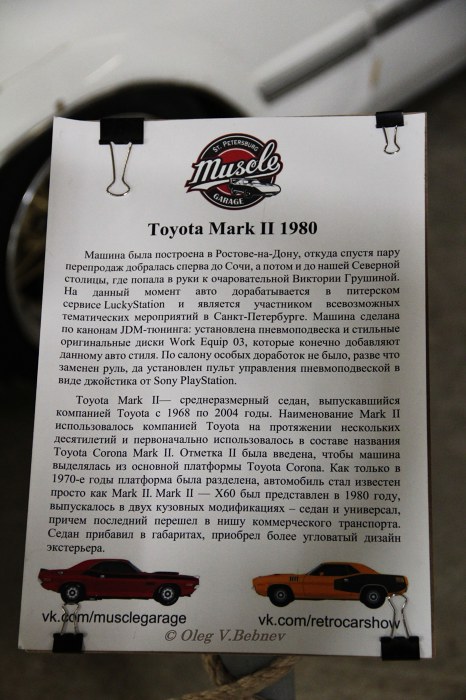 ST. PETERSBURG
Muscle
GARAGE
Toyota Mark II 1980
Машина была построена в Ростове-на-Дону, откуда спустя пару
перепродаж добралась сперва до Сочи, а потом и до нашей Северной
столицы, где попала в руки к очаровательной Виктории Грушиной.
На данный момент авто дорабатывается в питерском
сервисе LuckyStation и является участником всевозможных
тематических мероприятий в Санкт-Петербурге. Машина сделана
по канонам JDM-тюнинга: установлена пневмоподвеска и стильные
оригинальные диски Work Equip 03, которые конечно добавляют
данному авто стиля. По салону особых доработок не было, разве что
заменен руль, да установлен пульт управления пневмоподвеской в
виде джойстика от Sony PlayStation.
Toyota Mark II— среднеразмерный седан, выпускавшийся
компанией Toyota с 1968 по 2004 годы. Наименование Mark II
использовалось компанией Toyota на протяжении нескольких
десятилетий и первоначально использовалось в составе названия
Toyota Corona Mark II. Отметка II была введена, чтобы машина
выделялась из основной платформы Toyota Corona. Как только в
1970-е годы платформа была разделена, автомобиль стал известен
просто как Mark II. Mark II — X60 был представлен в 1980 году,
выпускалось в двух кузовных модификациях – седан и универсал,
причем последний перешел в нишу коммерческого транспорта.
Седан прибавил в габаритах, приобрел более угловатый дизайн
экстерьера.
vk.com/musclegarage
vk.com/retrocarshow
© Oleg V.Bebnev